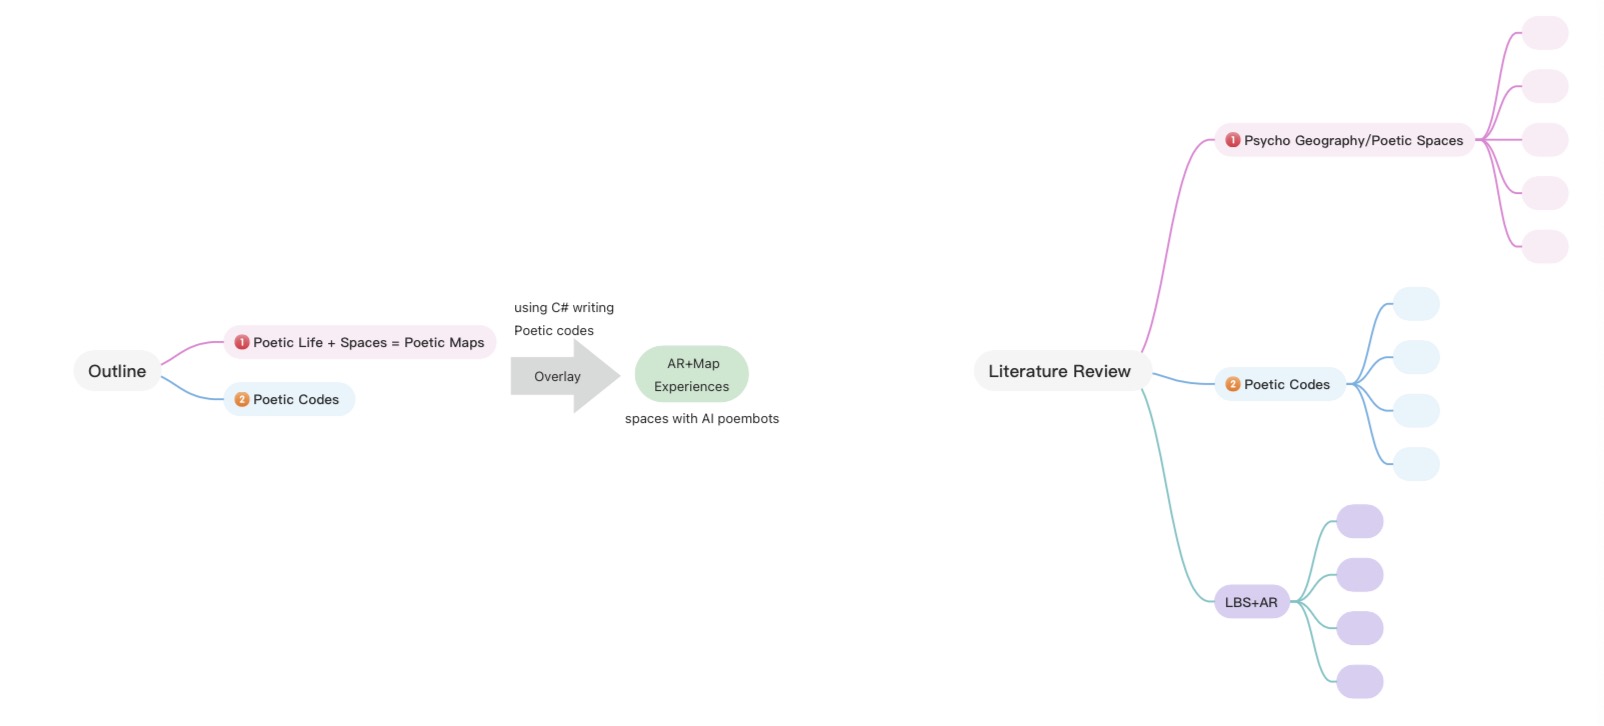 Outline
1 Poetic Life + Spaces = Poetic Maps
2 Poetic Codes
using C# writing
Poetic codes
Overlay
AR+Map
Experiences
spaces with AI poembots
Literature Review
1 Psycho Geography/Poetic Spaces
2 Poetic Codes
LBS+AR